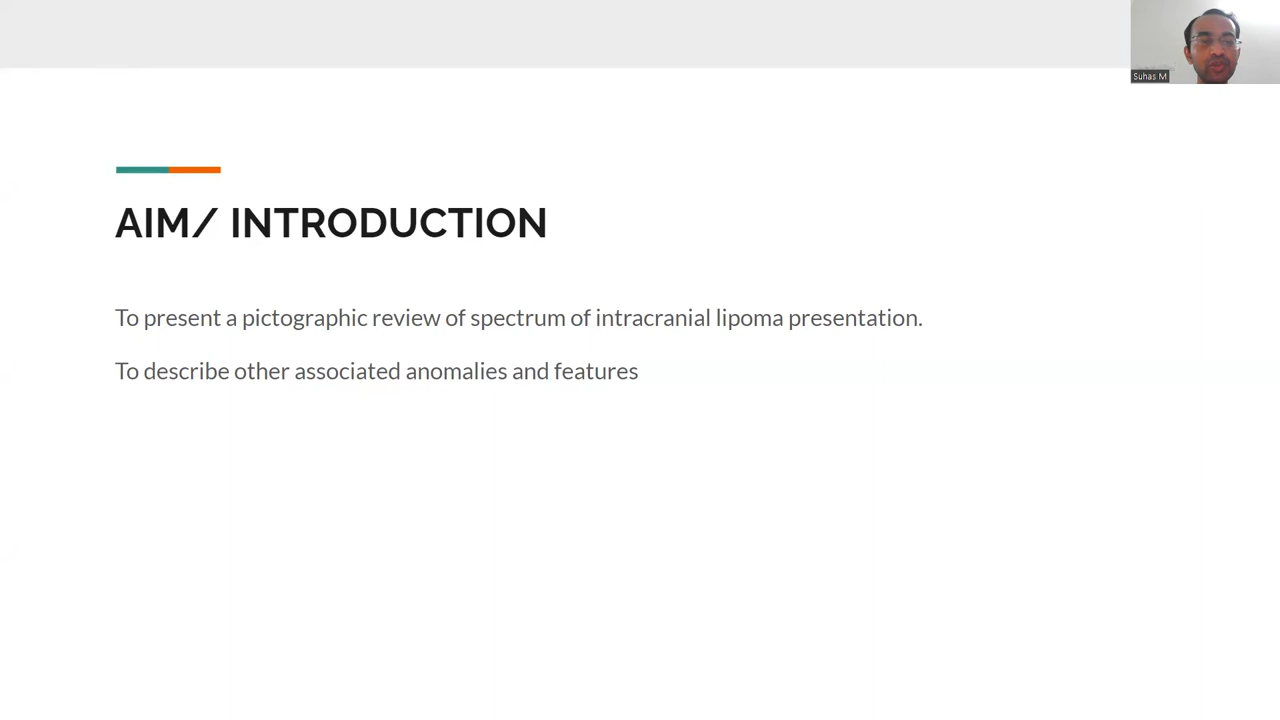 Suhas M
AIM/ INTRODUCTION
To present a pictographic review of spectrum of intracranial lipoma presentation.
To describe other associated anomalies and features